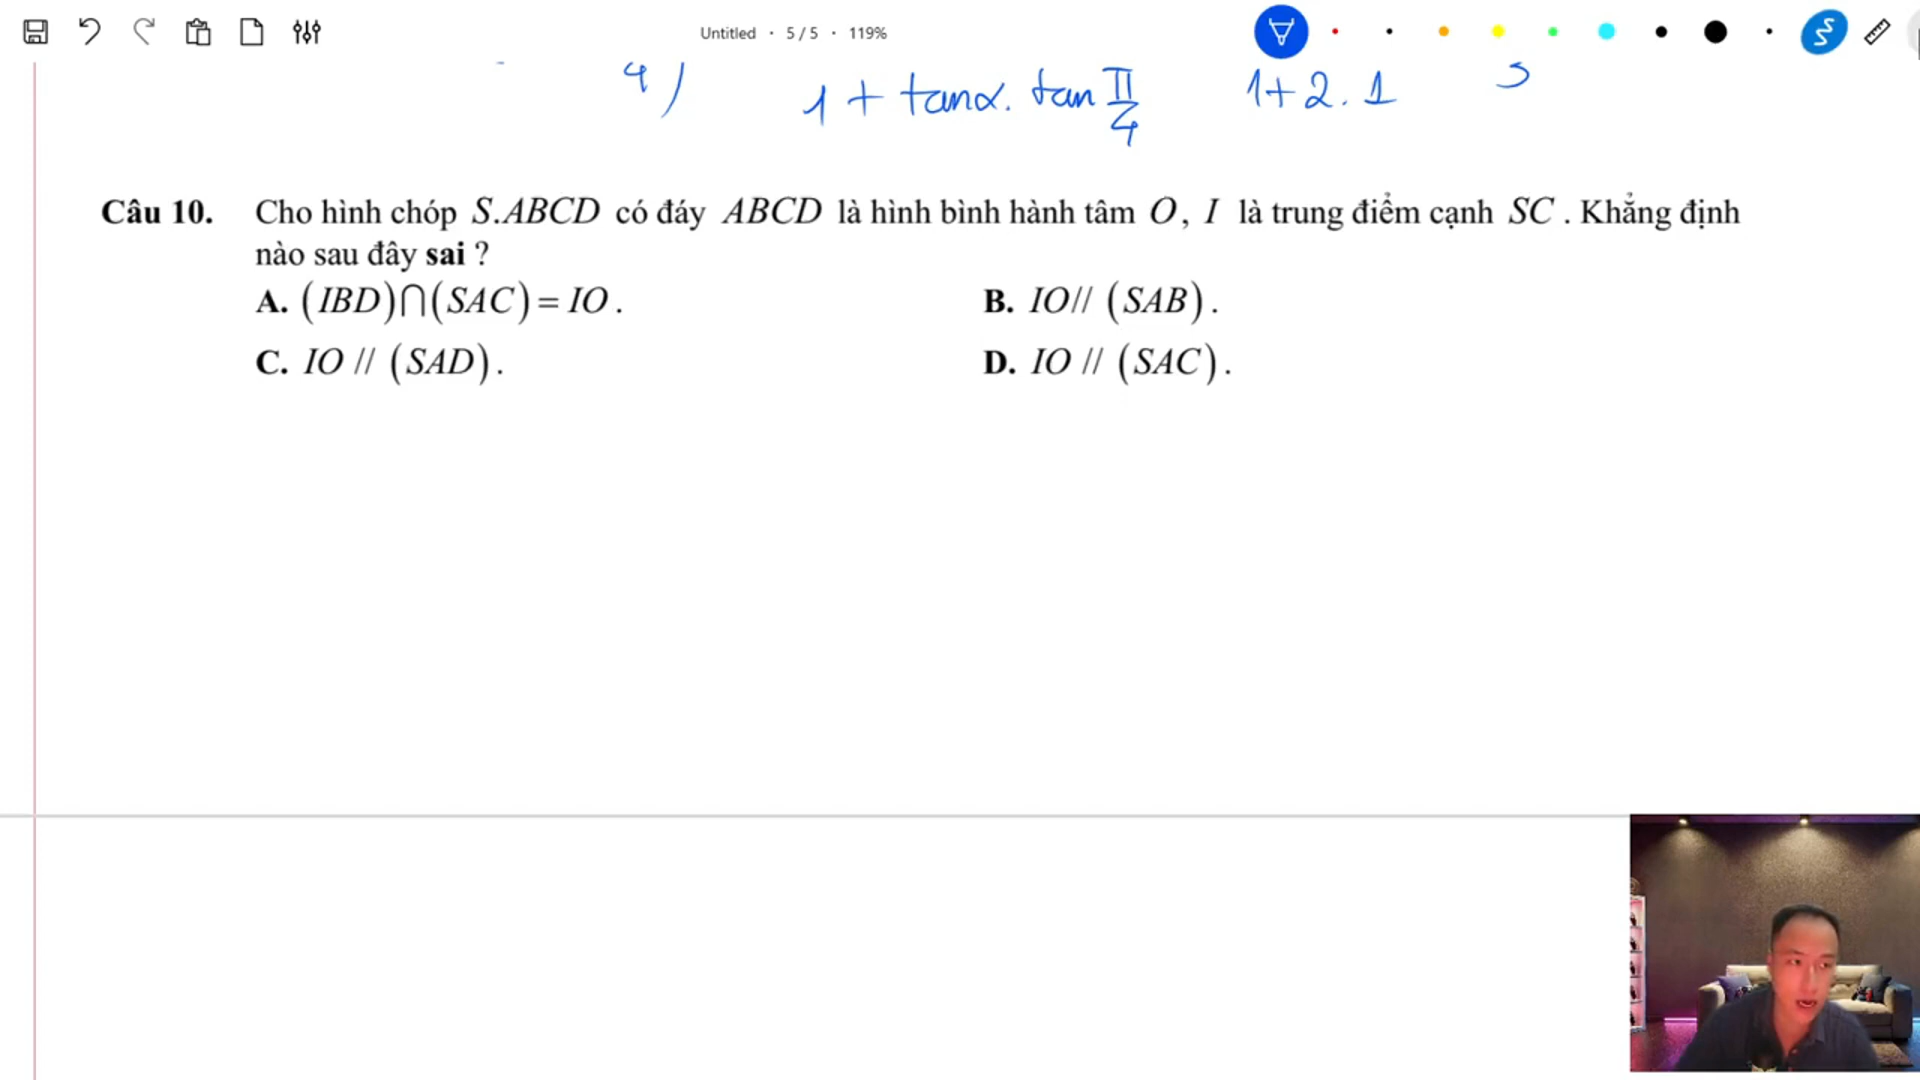 Untitled • 5 / 5 • 119%
4) 1 + tanα. tan π/4 1+2.1
Câu 10. Cho hình chóp S.ABCD có đáy ABCD là hình bình hành tâm O, I là trung điểm cạnh SC. Khẳng định
nào sau đây sai ?
A. (IBD)∩(SAC) = IO. B. IO// (SAB).
C. IO // (SAD). D. IO // (SAC).